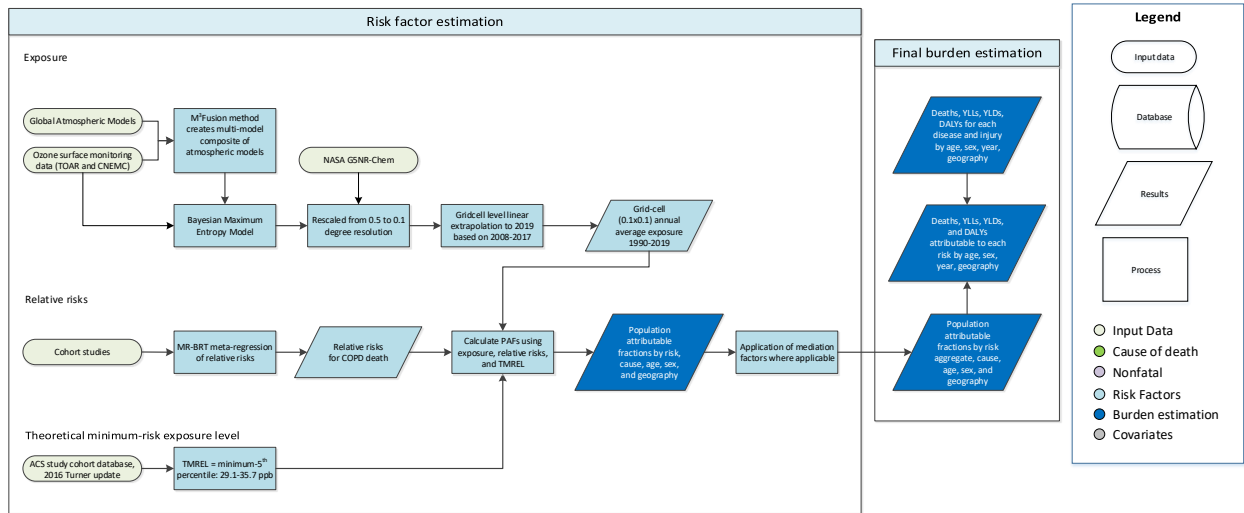 Risk factor estimation
Exposure
Global Atmospheric Models
Ozone surface monitoring
data (TOAR and CNEMC)
M³Fusion method
creates multi-model
composite of
atmospheric models
NASA G5NR-Chem
Bayesian Maximum
Entropy Model
Rescaled from 0.5 to 0.1
degree resolution
Gridcell level linear
extrapolation to 2019
based on 2008-2017
Grid-cell
(0.1x0.1) annual
average exposure
1990-2019
Relative risks
Cohort studies
MR-BRT meta-regression
of relative risks
Relative risks
for COPD death
Calculate PAFs using
exposure, relative risks,
and TMREL
Population
attributable
fractions by risk,
cause, age, sex,
and geography
Application of mediation
factors where applicable
Theoretical minimum-risk exposure level
ACS study cohort database,
2016 Turner update
TMREL = minimum-5th
percentile: 29.1-35.7 ppb
Final burden estimation
Deaths, YLLs, YLDs,
DALYs for each
disease and injury
by age, sex, year,
geography
Deaths, YLLs, YLDs,
and DALYs
attributable to each
risk by age, sex,
year, geography
Population
attributable
fractions by risk
aggregate, cause,
age, sex, and
geography
Legend
Input data
Database
Results
Process
Input Data
Cause of death
Nonfatal
Risk Factors
Burden estimation
Covariates